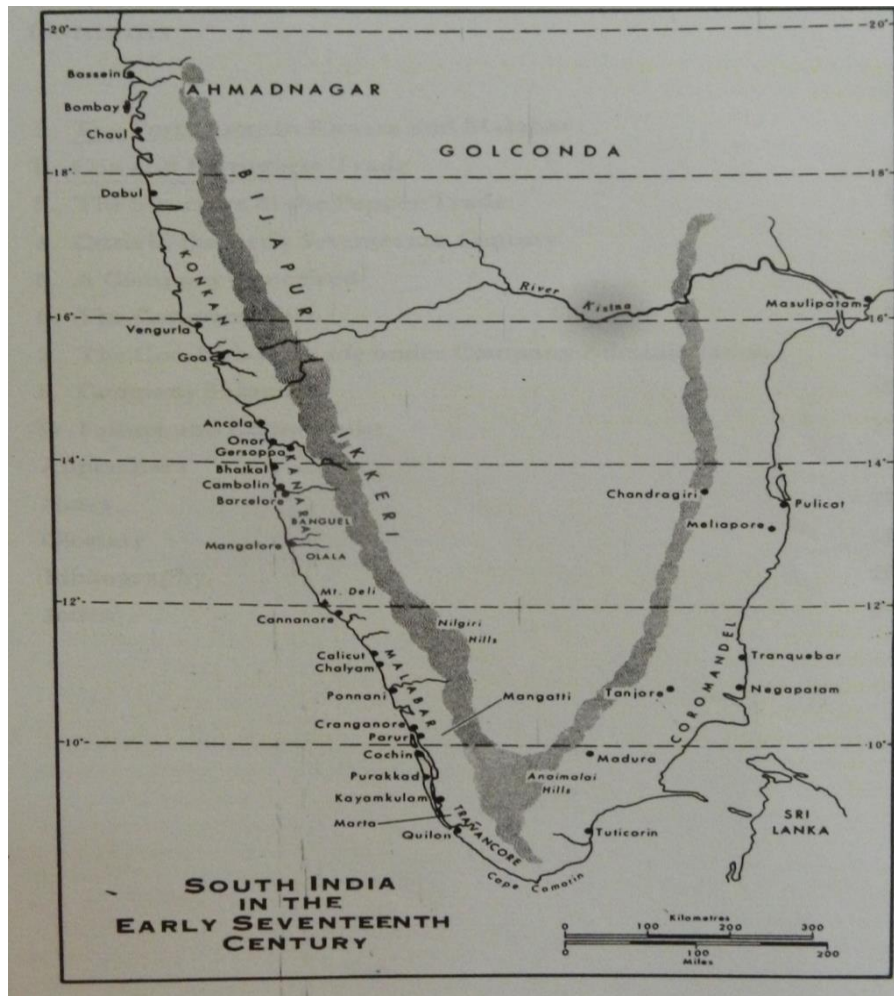 20°
20°
Bassein
AHMADNAGAR
Bombay
Chaul
GOLCONDA
18°
18°
Dabul
BIJAPUR
KONKAN
River Kistna
Masulipatam
16°
16°
Vengurla
Goa
Ancola
Onor
Gersoppa
IKKERI
14°
14°
Bhatkal
KANARA
Cambolin
Barcelore
Chandragiri
Pulicat
BANGUEL
Meliapore
Mangalore
OLALA
Mt. Deli
12°
12°
Cannanore
Nilgiri
Hills
Calicut
Chalyam
MALABAR
COROMANDEL
Tranquebar
Ponnani
Mangatti
Tanjore
Negapatam
Cranganore
Parur
10°
10°
Cochin
Madura
Purakkad
Anaimalai
Hills
Kayamkulam
Marta
TRAVANCORE
SRI
LANKA
Quilon
Tuticorin
Cape Comorin
SOUTH INDIA
IN THE
EARLY SEVENTEENTH
CENTURY
Kilometres
0 100 200 300
0 100 200
Miles